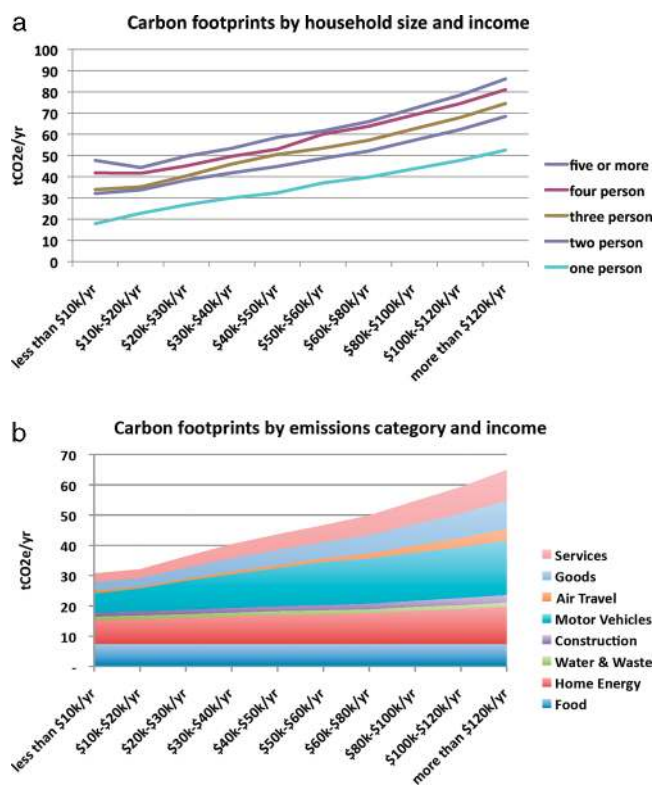 a
Carbon footprints by household size and income
100
90
80
70
60
50
40
30
20
10
0
tCO2e/yr
less than $10k/yr
$10k-$20k/yr
$20k-$30k/yr
$30k-$40k/yr
$40k-$50k/yr
$50k-$60k/yr
$60k-$80k/yr
$80k-$100k/yr
$100k-$120k/yr
more than $120k/yr
five or more
four person
three person
two person
one person
b
Carbon footprints by emissions category and income
70
60
50
40
30
20
10
-
tCO2e/yr
less than $10k/yr
$10k-$20k/yr
$20k-$30k/yr
$30k-$40k/yr
$40k-$50k/yr
$50k-$60k/yr
$60k-$80k/yr
$80k-$100k/yr
$100k-$120k/yr
more than $120k/yr
Services
Goods
Air Travel
Motor Vehicles
Construction
Water & Waste
Home Energy
Food